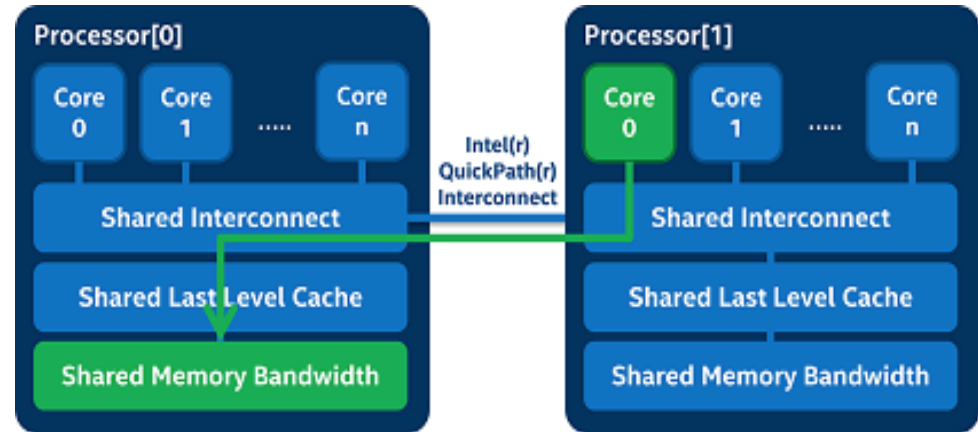 Processor[0]
Core
0
Core
1
.....
Core
n
Shared Interconnect
Shared Last Level Cache
Shared Memory Bandwidth
Intel(r)
QuickPath(r)
Interconnect
Processor[1]
Core
0
Core
1
.....
Core
n
Shared Interconnect
Shared Last Level Cache
Shared Memory Bandwidth